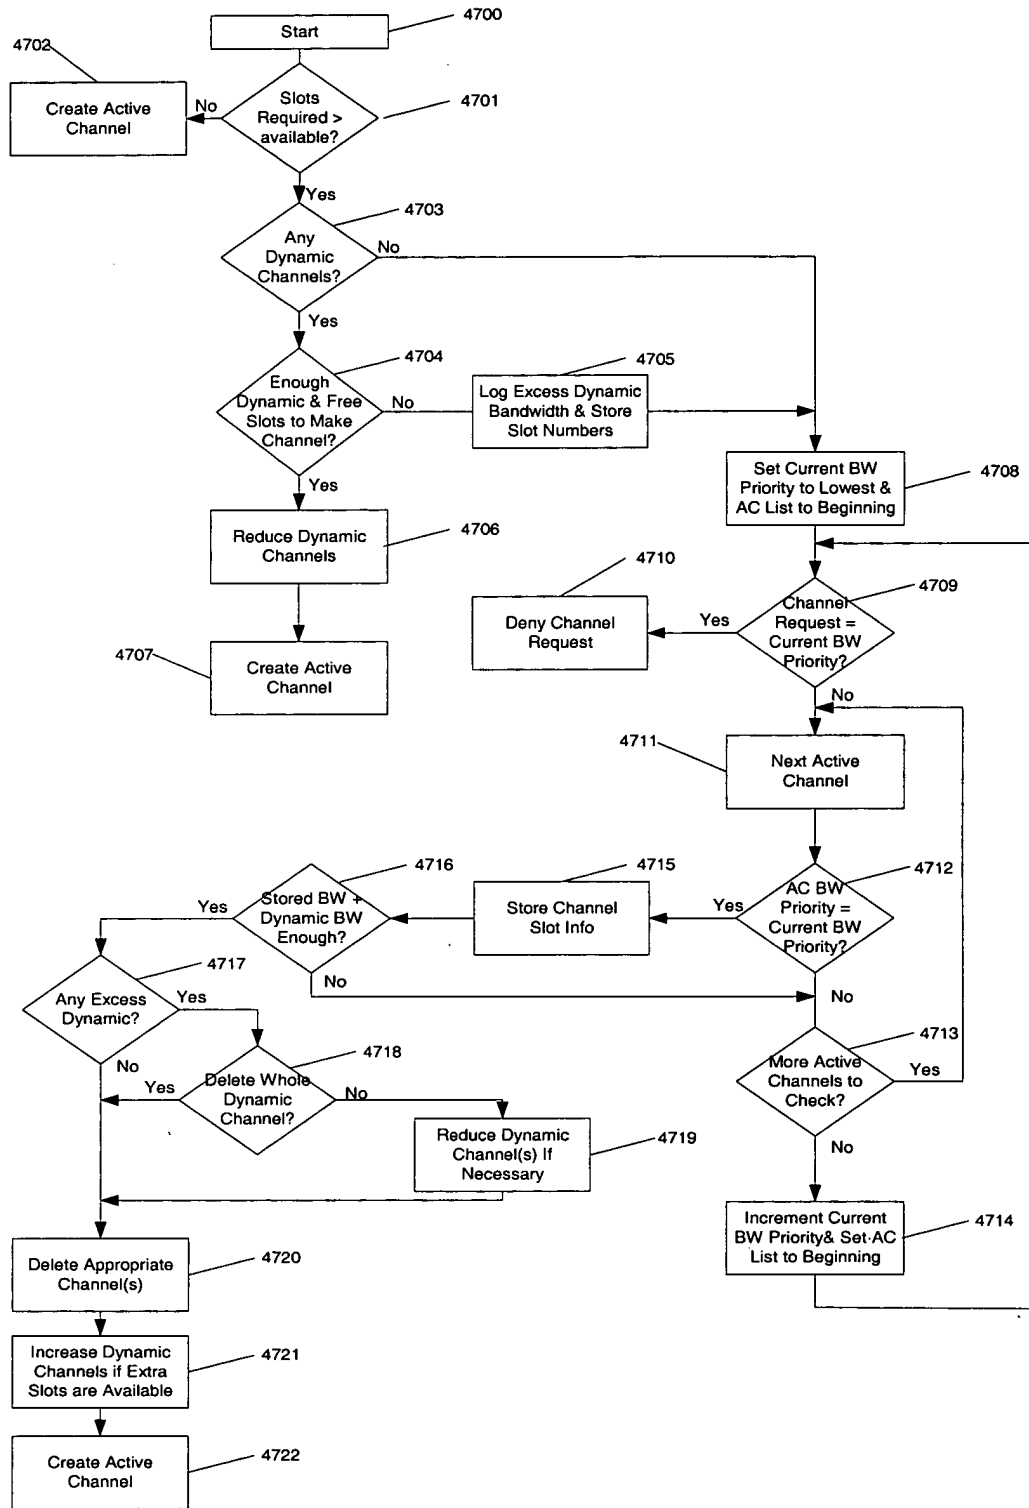 4700
Start
4702
Create Active
Channel
No
Slots
Required >
available?
4701
Yes
4703
Any
Dynamic
Channels?
No
Yes
4704
Enough
Dynamic & Free
Slots to Make
Channel?
No
4705
Log Excess Dynamic
Bandwidth & Store
Slot Numbers
Yes
4706
Reduce Dynamic
Channels
4707
Create Active
Channel
4708
Set Current BW
Priority to Lowest &
AC List to Beginning
4710
Deny Channel
Request
Yes
4709
Channel
Request =
Current BW
Priority?
No
4711
Next Active
Channel
4712
AC BW
Priority =
Current BW
Priority?
Yes
No
4715
Store Channel
Slot Info
4716
Stored BW +
Dynamic BW
Enough?
Yes
No
4717
Any Excess
Dynamic?
Yes
No
4718
Delete Whole
Dynamic
Channel?
Yes
No
4719
Reduce Dynamic
Channel(s) If
Necessary
4713
More Active
Channels to
Check?
Yes
No
4714
Increment Current
BW Priority& Set AC
List to Beginning
4720
Delete Appropriate
Channel(s)
4721
Increase Dynamic
Channels if Extra
Slots are Available
4722
Create Active
Channel